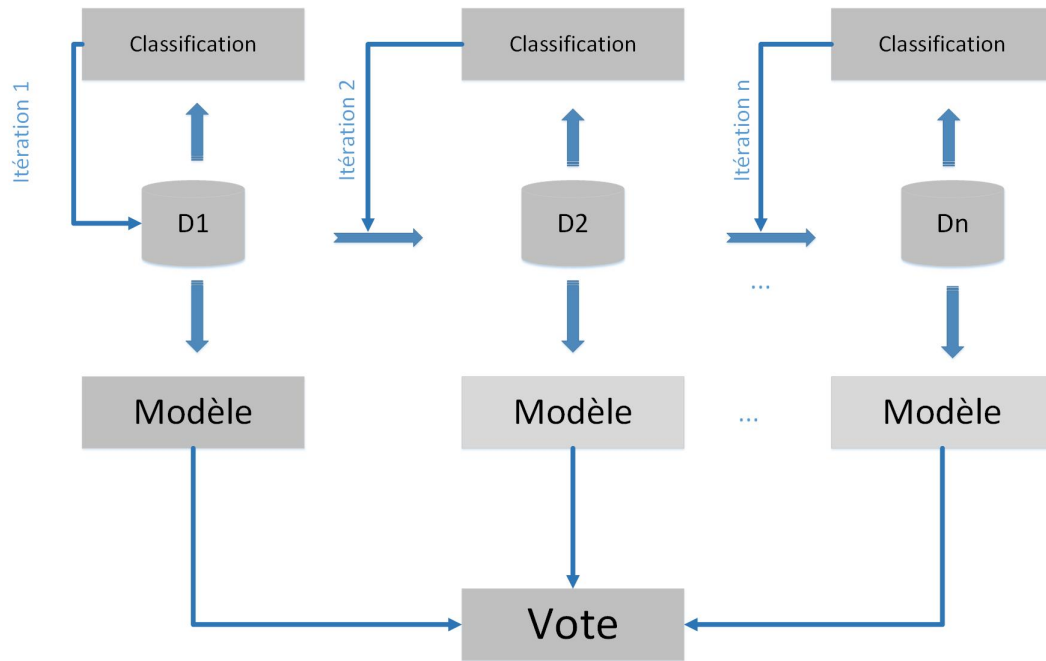 Classification
Classification
Classification
Itération 1
Itération 2
Itération n
D1
D2
Dn
...
Modèle
Modèle
...
Modèle
Vote